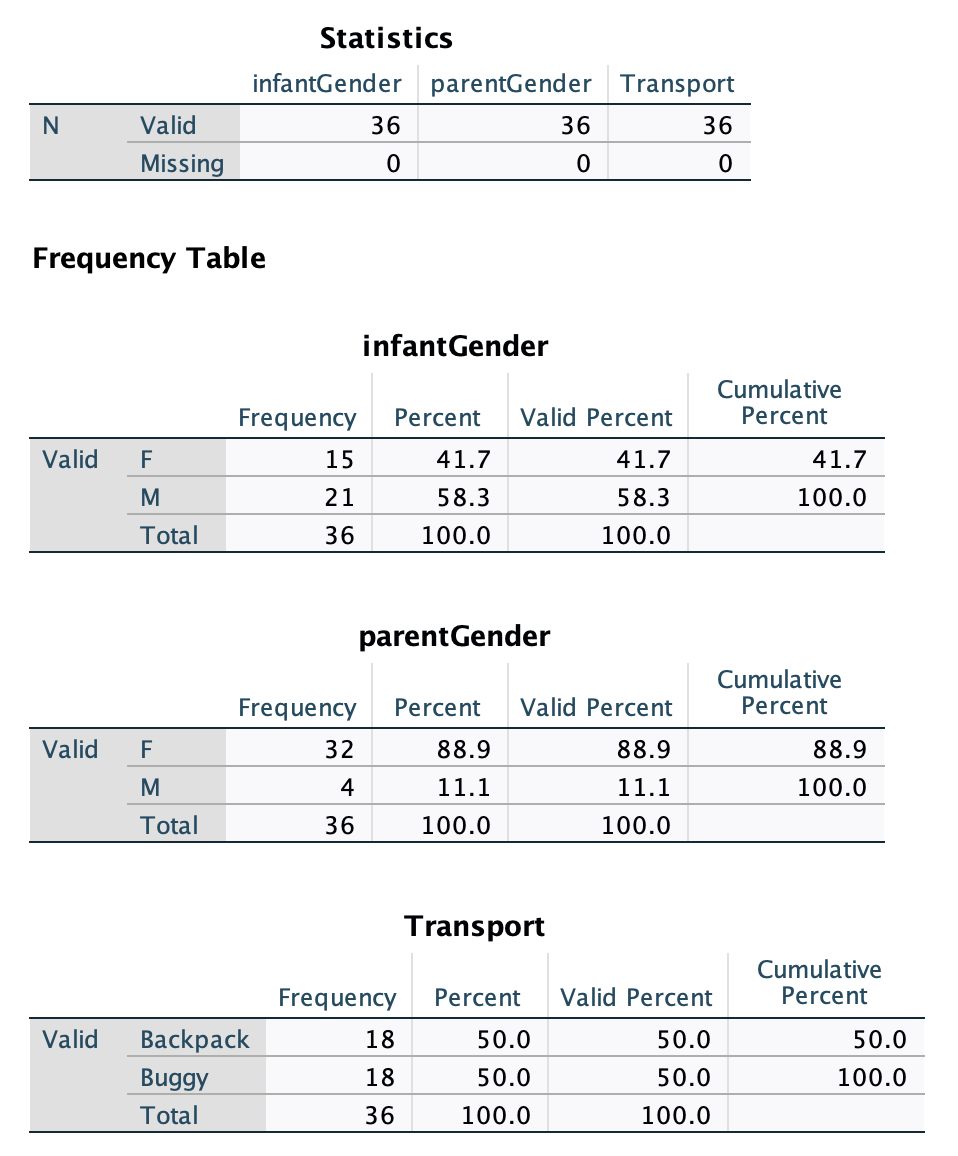 Statistics
infantGender parentGender Transport
N Valid 36 36 36
Missing 0 0 0
Frequency Table
infantGender
Frequency Percent Valid Percent Cumulative Percent
Valid F 15 41.7 41.7 41.7
M 21 58.3 58.3 100.0
Total 36 100.0 100.0
parentGender
Frequency Percent Valid Percent Cumulative Percent
Valid F 32 88.9 88.9 88.9
M 4 11.1 11.1 100.0
Total 36 100.0 100.0
Transport
Frequency Percent Valid Percent Cumulative Percent
Valid Backpack 18 50.0 50.0 50.0
Buggy 18 50.0 50.0 100.0
Total 36 100.0 100.0